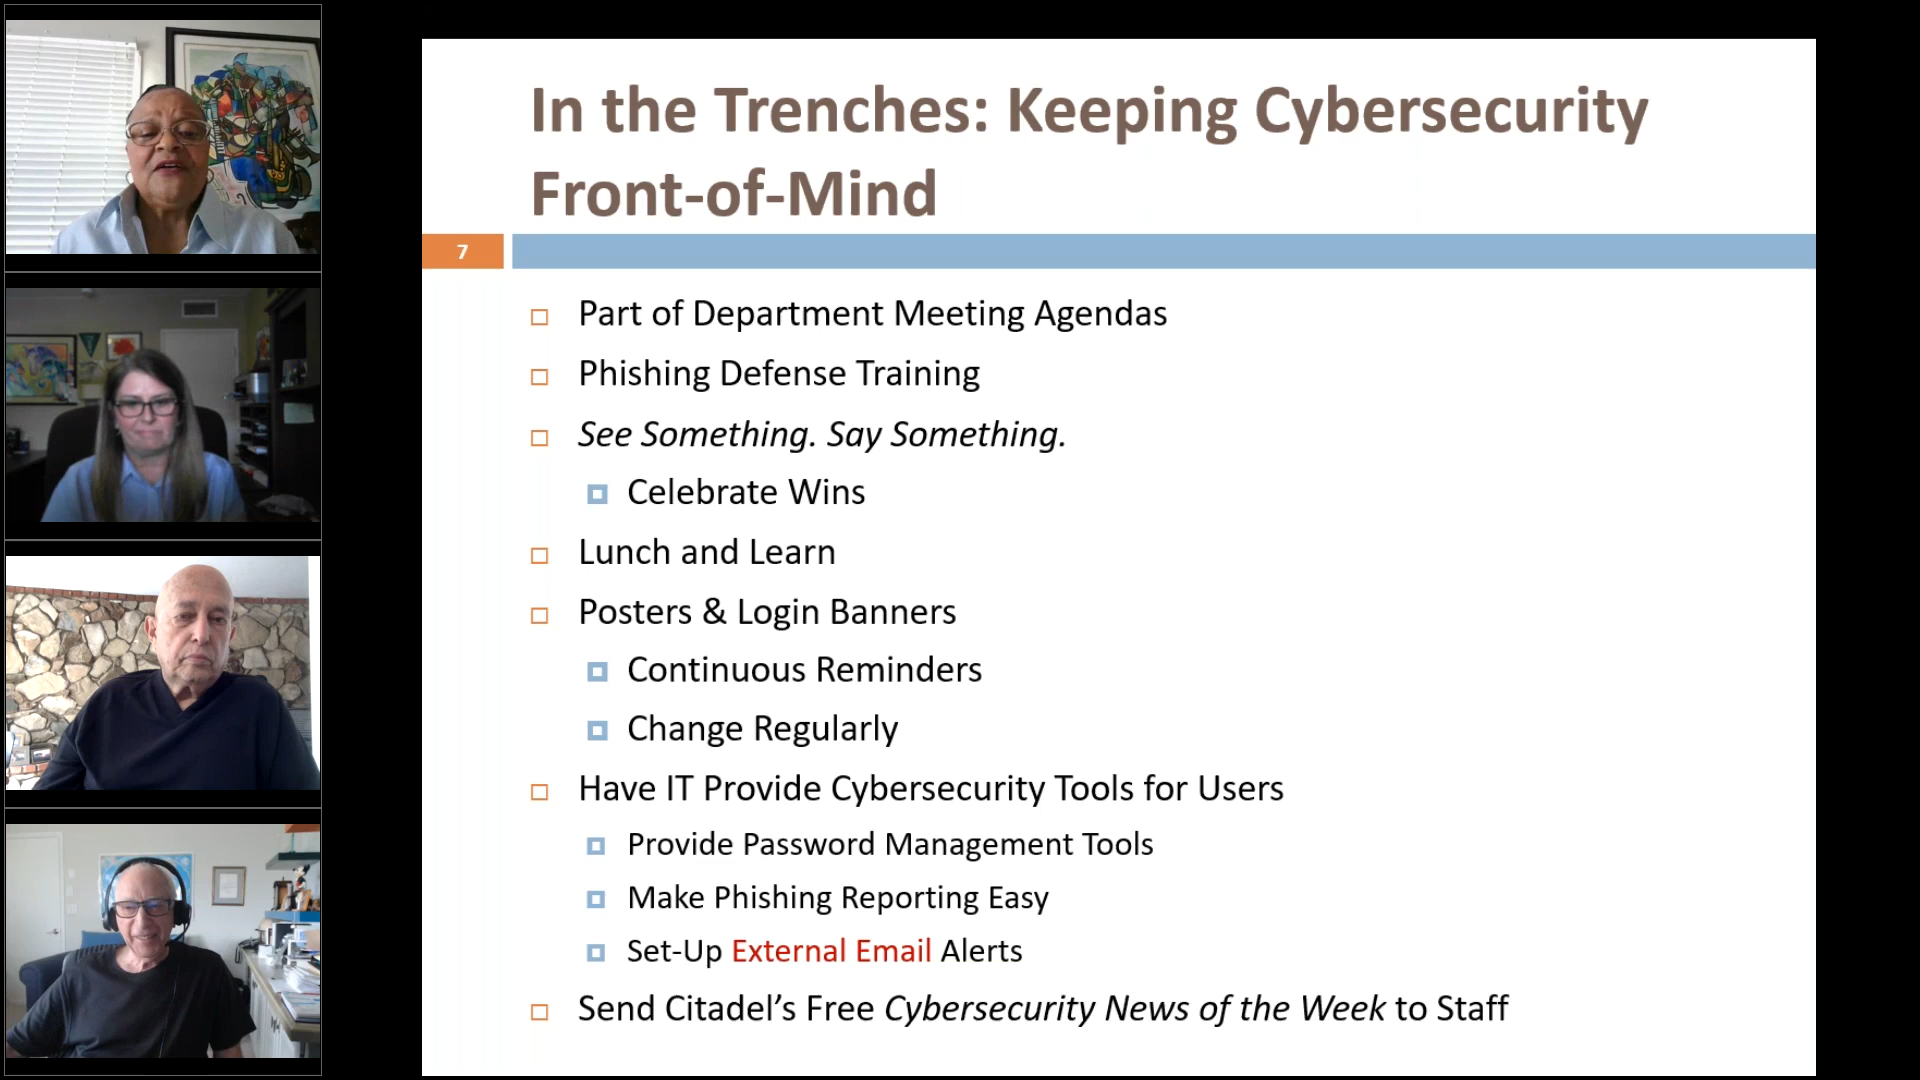 In the Trenches: Keeping Cybersecurity
Front-of-Mind
7
Part of Department Meeting Agendas
Phishing Defense Training
See Something. Say Something.
Celebrate Wins
Lunch and Learn
Posters & Login Banners
Continuous Reminders
Change Regularly
Have IT Provide Cybersecurity Tools for Users
Provide Password Management Tools
Make Phishing Reporting Easy
Set-Up External Email Alerts
Send Citadel’s Free Cybersecurity News of the Week to Staff